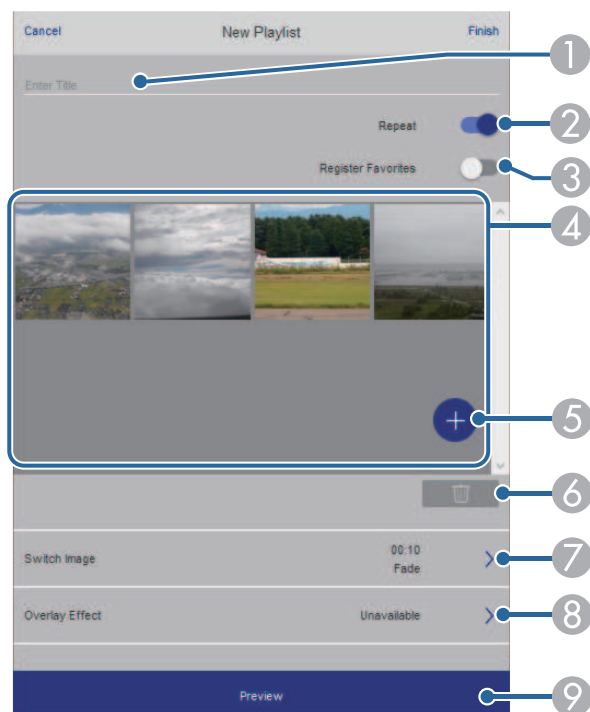 Cancel New Playlist Finish
1
Enter Title
Repeat 2
Register Favorites 3
4
5
6
00:10
Switch Image 7
Fade
Overlay Effect Unavailable 8
Preview 9